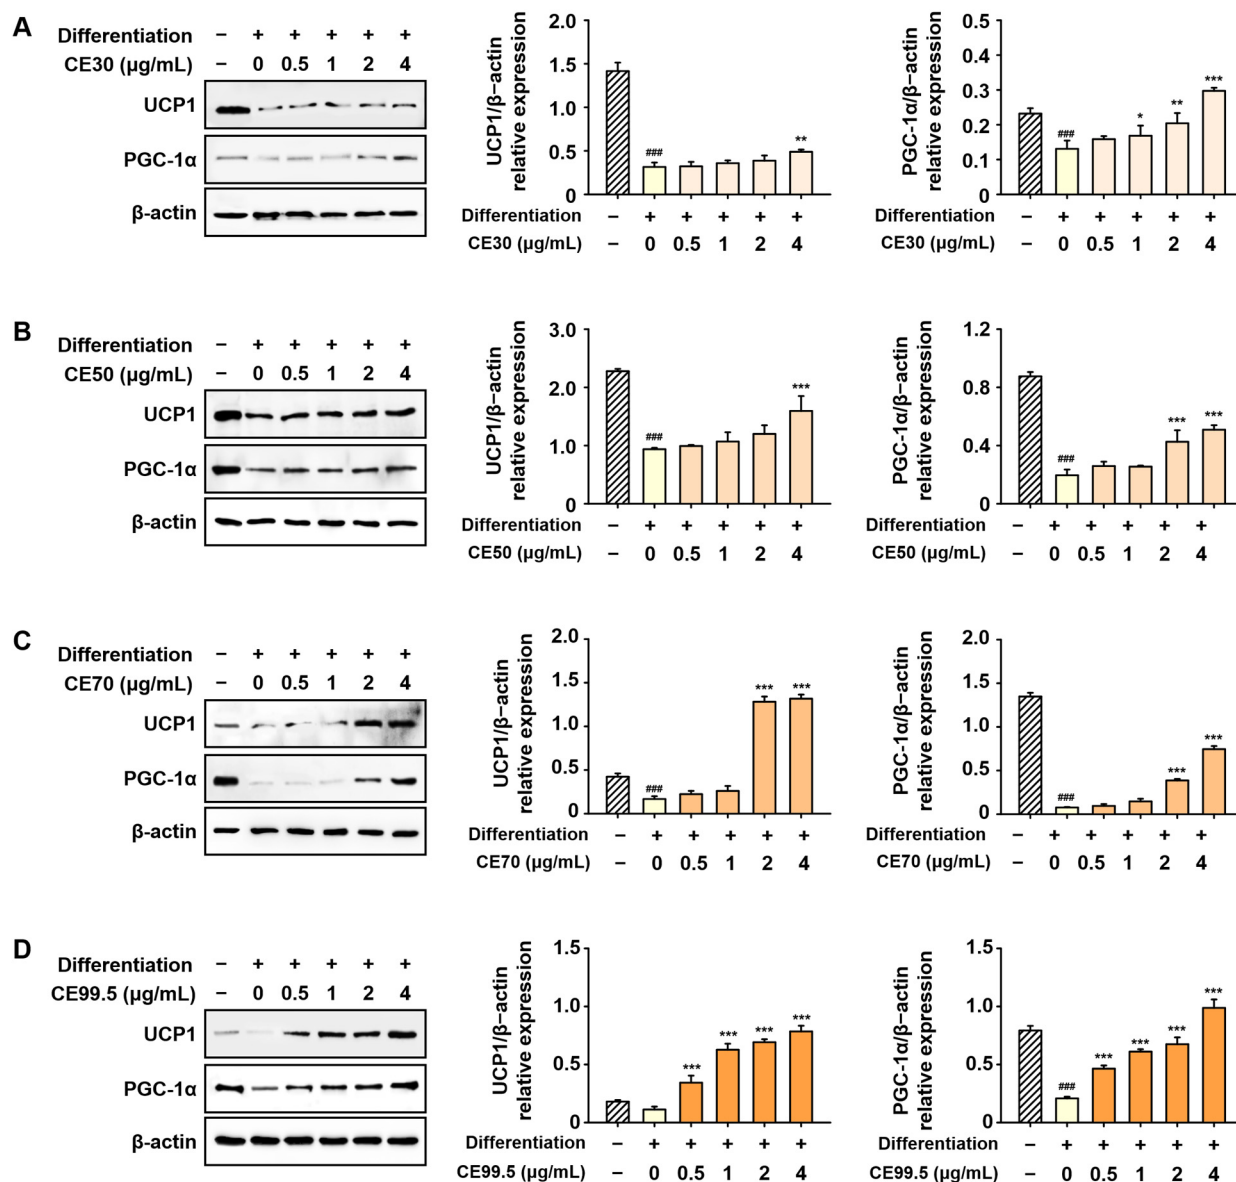 A
Differentiation – + + + + +
CE30 (μg/mL) – 0 0.5 1 2 4
UCP1
PGC-1α
β-actin
UCP1/β−actin
relative expression
2.0
1.5
1.0
0.5
0
###
**
Differentiation – + + + + +
CE30 (μg/mL) – 0 0.5 1 2 4
PGC-1α/β−actin
relative expression
0.5
0.4
0.3
0.2
0.1
0
###
*
**
***
Differentiation – + + + + +
CE30 (μg/mL) – 0 0.5 1 2 4
B
Differentiation – + + + + +
CE50 (μg/mL) – 0 0.5 1 2 4
UCP1
PGC-1α
β-actin
UCP1/β−actin
relative expression
3.0
2.0
1.0
0
###
***
Differentiation – + + + + +
CE50 (μg/mL) – 0 0.5 1 2 4
PGC-1α/β−actin
relative expression
1.2
0.8
0.4
0
###
***
***
Differentiation – + + + + +
CE50 (μg/mL) – 0 0.5 1 2 4
C
Differentiation – + + + + +
CE70 (μg/mL) – 0 0.5 1 2 4
UCP1
PGC-1α
β-actin
UCP1/β−actin
relative expression
2.0
1.5
1.0
0.5
0
###
***
***
Differentiation – + + + + +
CE70 (μg/mL) – 0 0.5 1 2 4
PGC-1α/β−actin
relative expression
2.0
1.5
1.0
0.5
0
###
***
***
Differentiation – + + + + +
CE70 (μg/mL) – 0 0.5 1 2 4
D
Differentiation – + + + + +
CE99.5 (μg/mL) – 0 0.5 1 2 4
UCP1
PGC-1α
β-actin
UCP1/β−actin
relative expression
1.5
1.0
0.5
0
***
***
***
***
Differentiation – + + + + +
CE99.5 (μg/mL) – 0 0.5 1 2 4
PGC-1α/β−actin
relative expression
1.5
1.0
0.5
0
###
***
***
***
***
Differentiation – + + + + +
CE99.5 (μg/mL) – 0 0.5 1 2 4